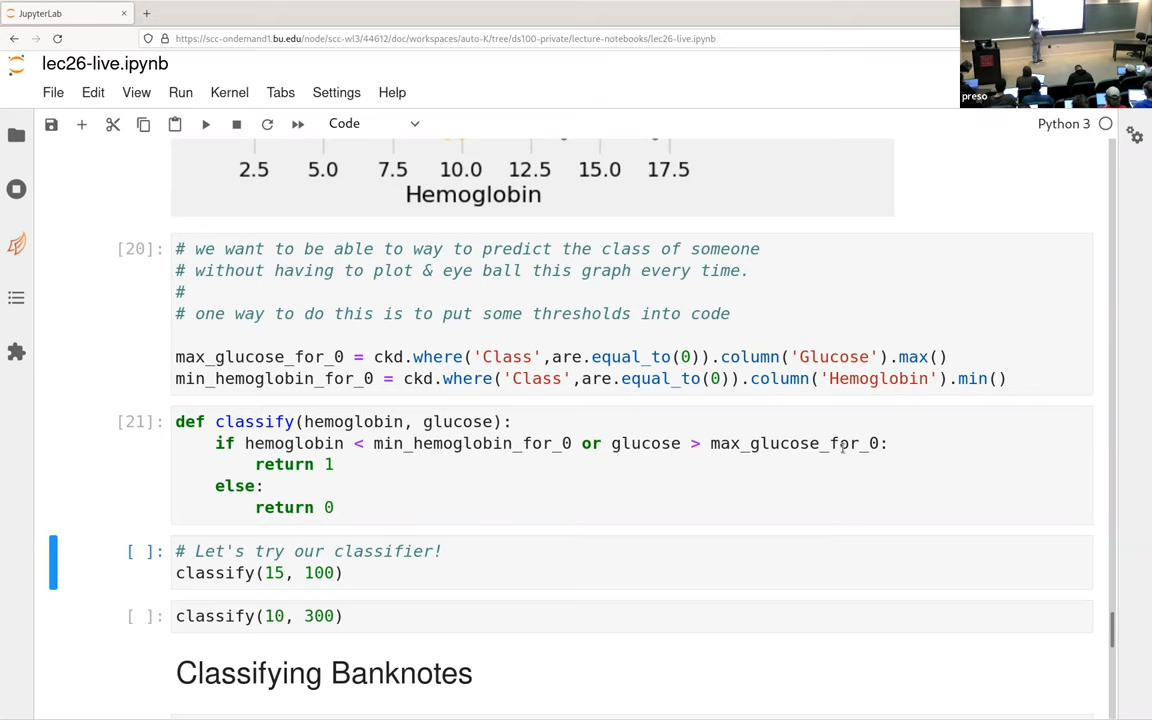 JupyterLab
https://scc-ondemand1.bu.edu/node/scc-wl3/44612/doc/workspaces/auto-K/tree/ds100-private/lecture-notebooks/lec26-live.ipynb
preso
lec26-live.ipynb
File Edit View Run Kernel Tabs Settings Help
Code
Python 3
2.5 5.0 7.5 10.0 12.5 15.0 17.5
Hemoglobin
[20]: # we want to be able to way to predict the class of someone
# without having to plot & eye ball this graph every time.
#
# one way to do this is to put some thresholds into code
max_glucose_for_0 = ckd.where('Class',are.equal_to(0)).column('Glucose').max()
min_hemoglobin_for_0 = ckd.where('Class',are.equal_to(0)).column('Hemoglobin').min()
[21]: def classify(hemoglobin, glucose):
if hemoglobin < min_hemoglobin_for_0 or glucose > max_glucose_for_0:
return 1
else:
return 0
[ ]: # Let's try our classifier!
classify(15, 100)
[ ]: classify(10, 300)
Classifying Banknotes